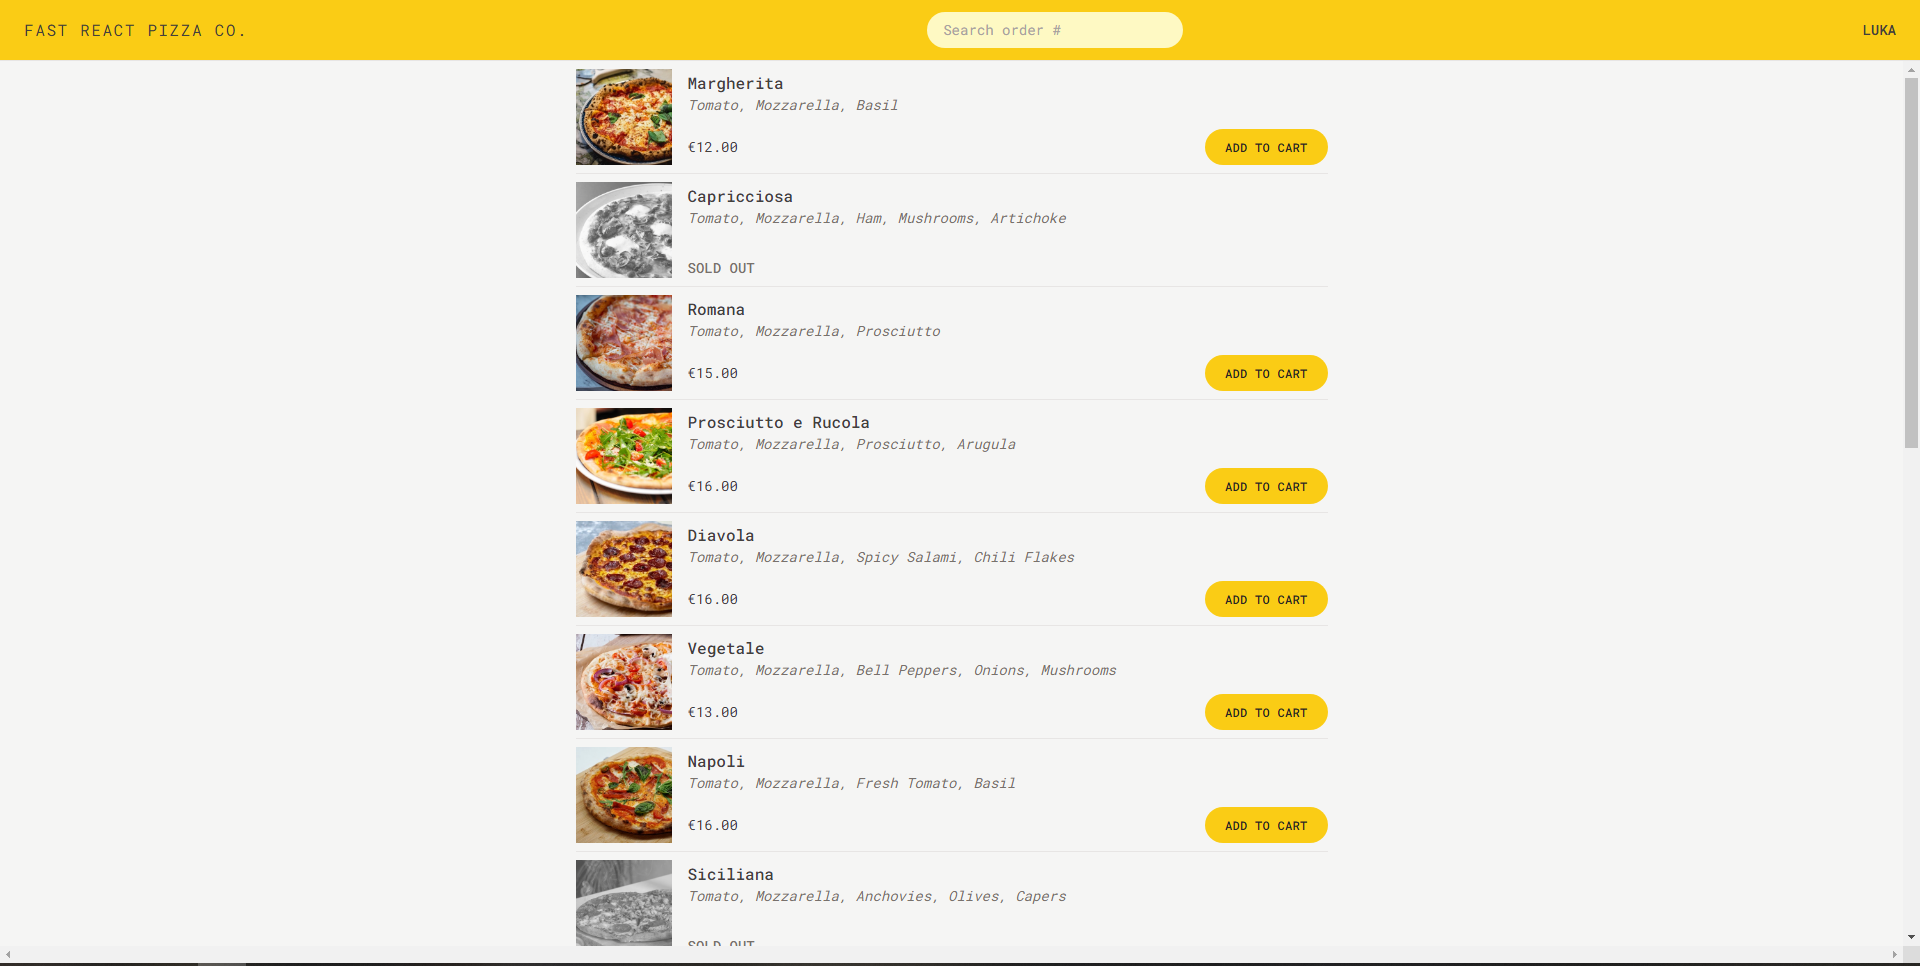 FAST REACT PIZZA CO.
Search order #
LUKA
Margherita
Tomato, Mozzarella, Basil
€12.00
ADD TO CART
Capricciosa
Tomato, Mozzarella, Ham, Mushrooms, Artichoke
SOLD OUT
Romana
Tomato, Mozzarella, Prosciutto
€15.00
ADD TO CART
Prosciutto e Rucola
Tomato, Mozzarella, Prosciutto, Arugula
€16.00
ADD TO CART
Diavola
Tomato, Mozzarella, Spicy Salami, Chili Flakes
€16.00
ADD TO CART
Vegetale
Tomato, Mozzarella, Bell Peppers, Onions, Mushrooms
€13.00
ADD TO CART
Napoli
Tomato, Mozzarella, Fresh Tomato, Basil
€16.00
ADD TO CART
Siciliana
Tomato, Mozzarella, Anchovies, Olives, Capers
SOLD OUT